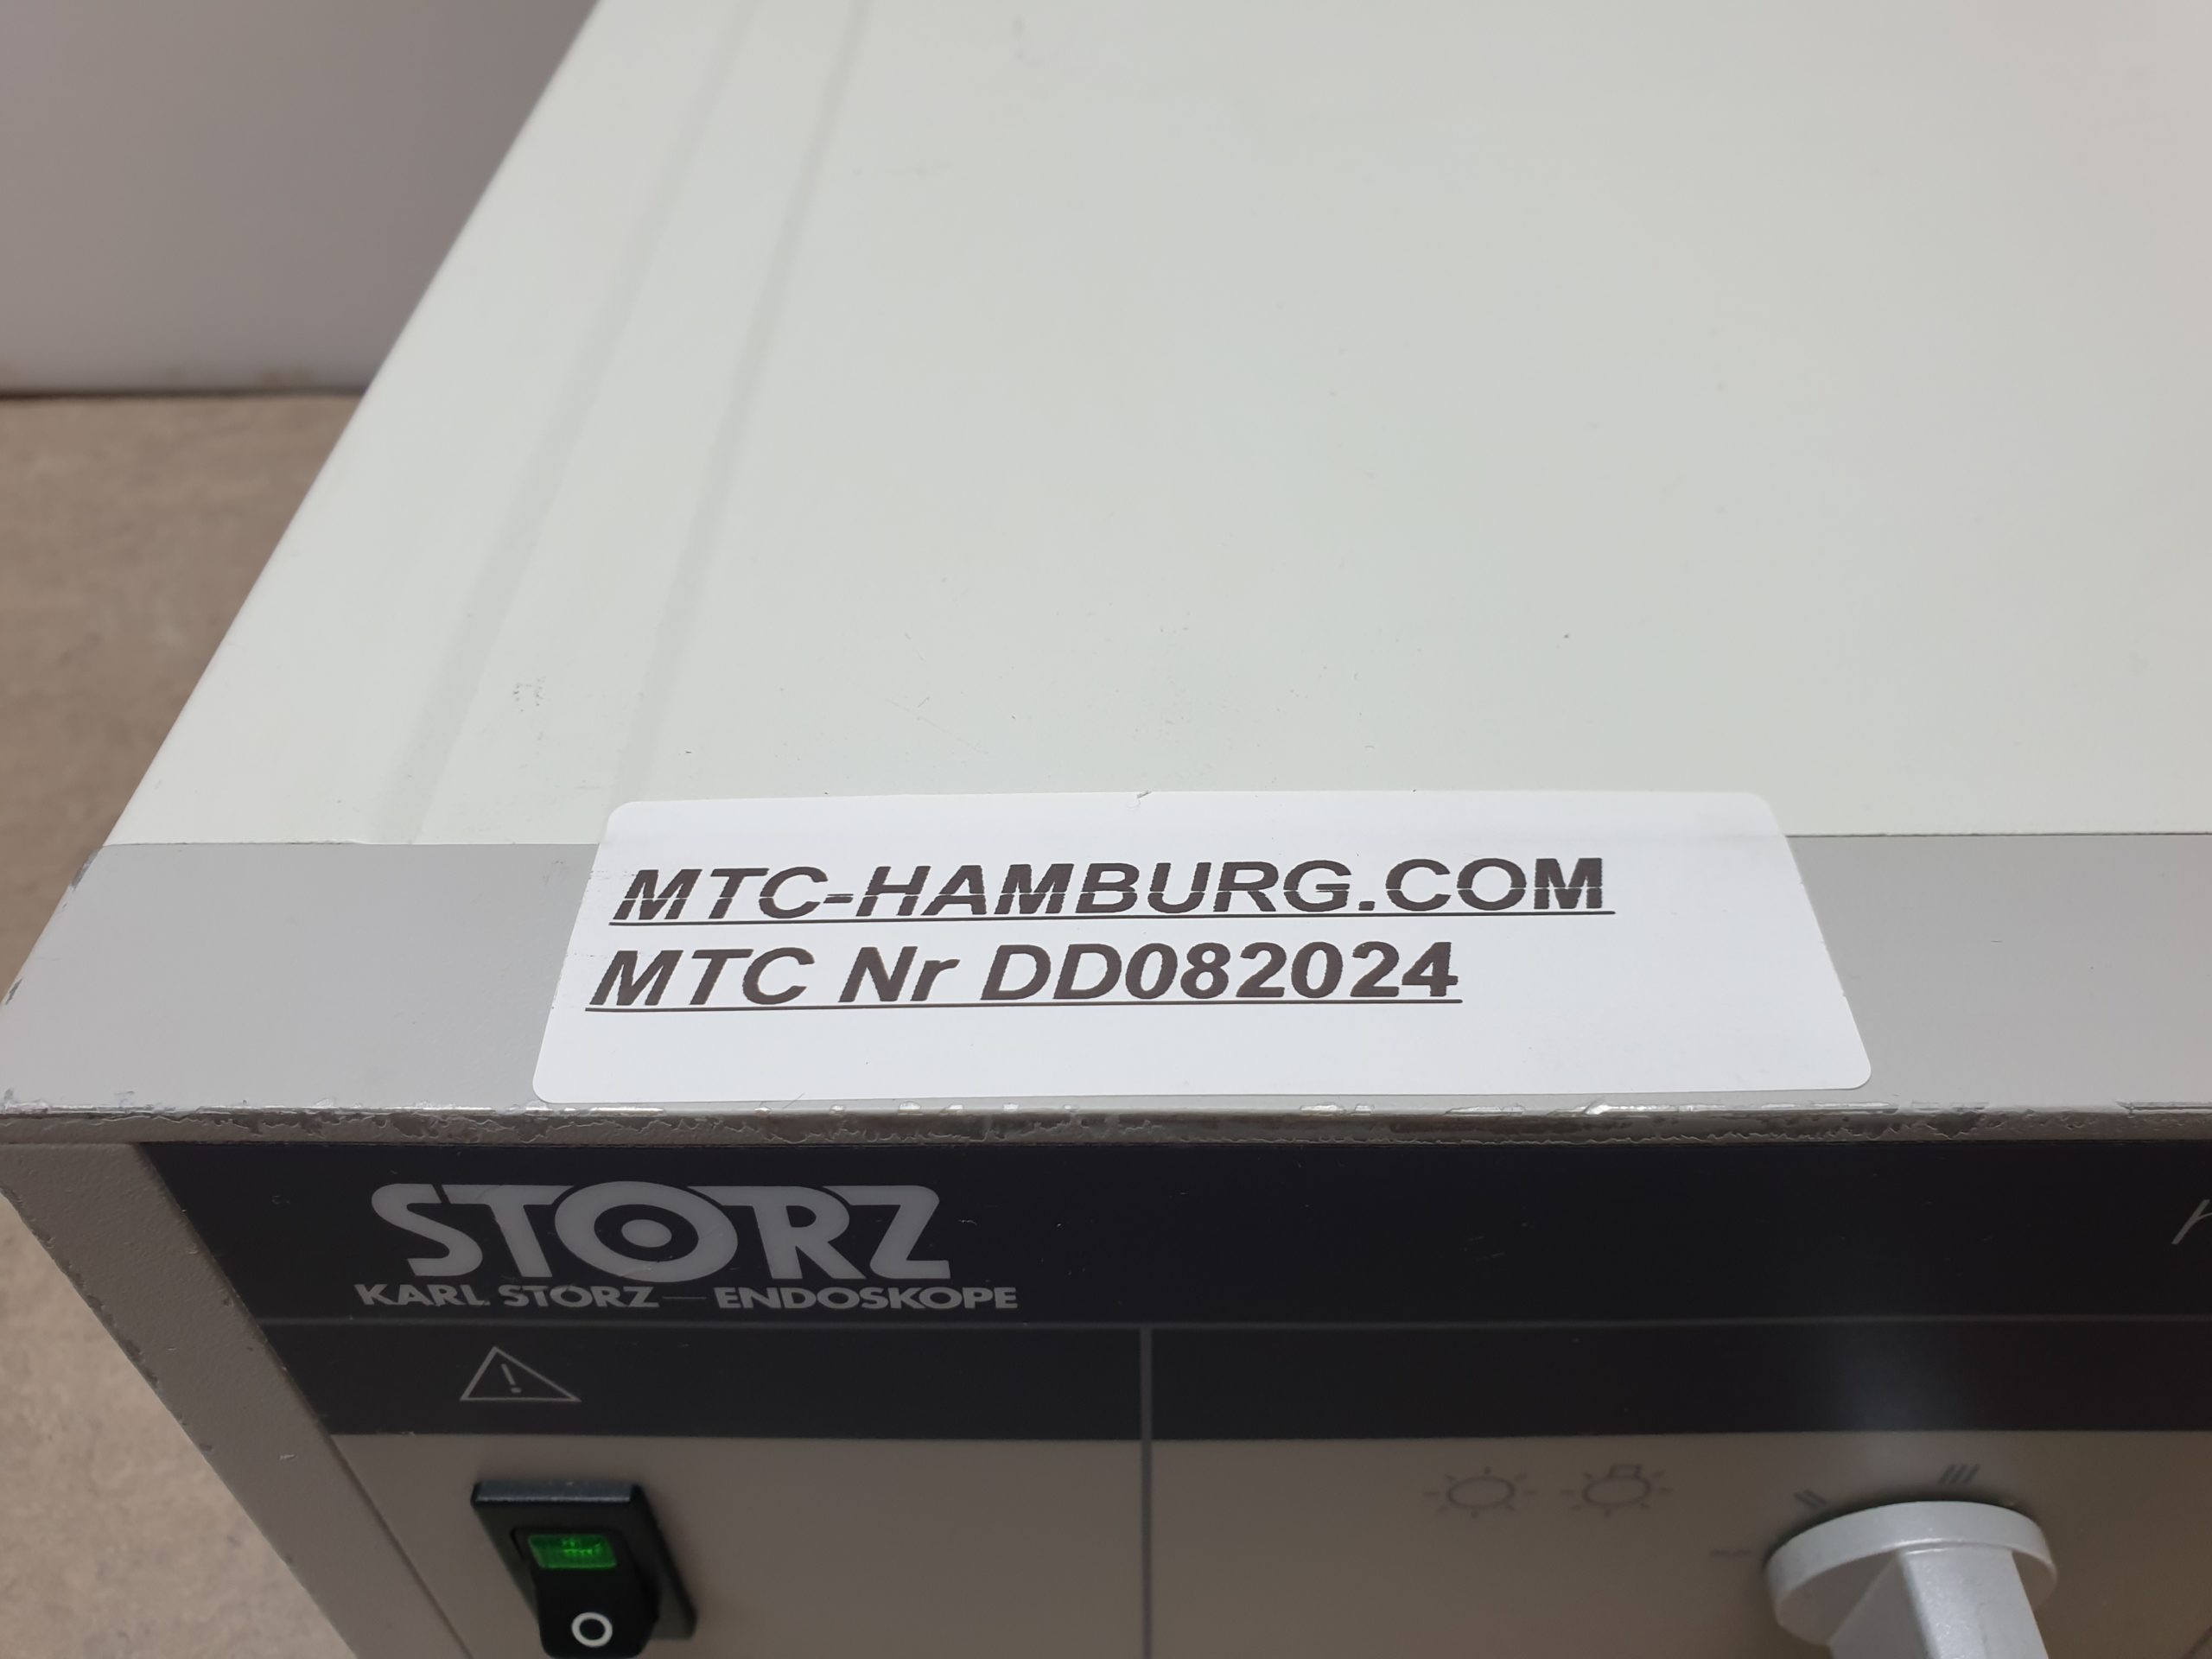 MTC-HAMBURG.COM
MTC Nr DD082024
STORZ
KARL STORZ—ENDOSKOPE